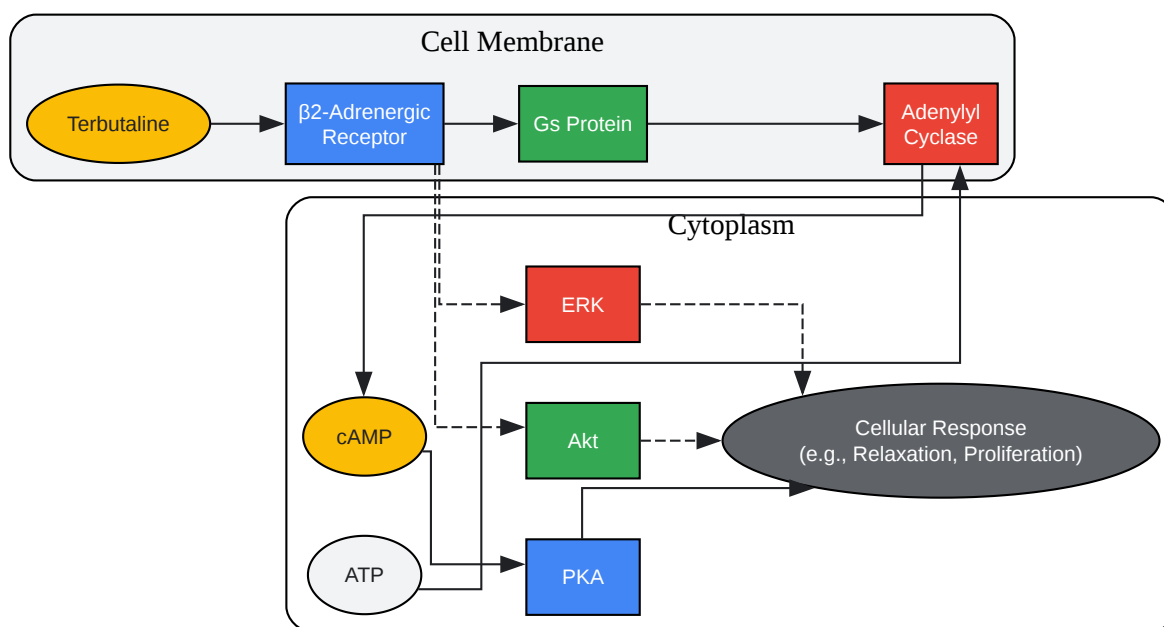 Cell Membrane
Terbutaline
β2-Adrenergic
Receptor
Gs Protein
Adenylyl
Cyclase
Cytoplasm
ERK
cAMP
Akt
Cellular Response
(e.g., Relaxation, Proliferation)
ATP
PKA